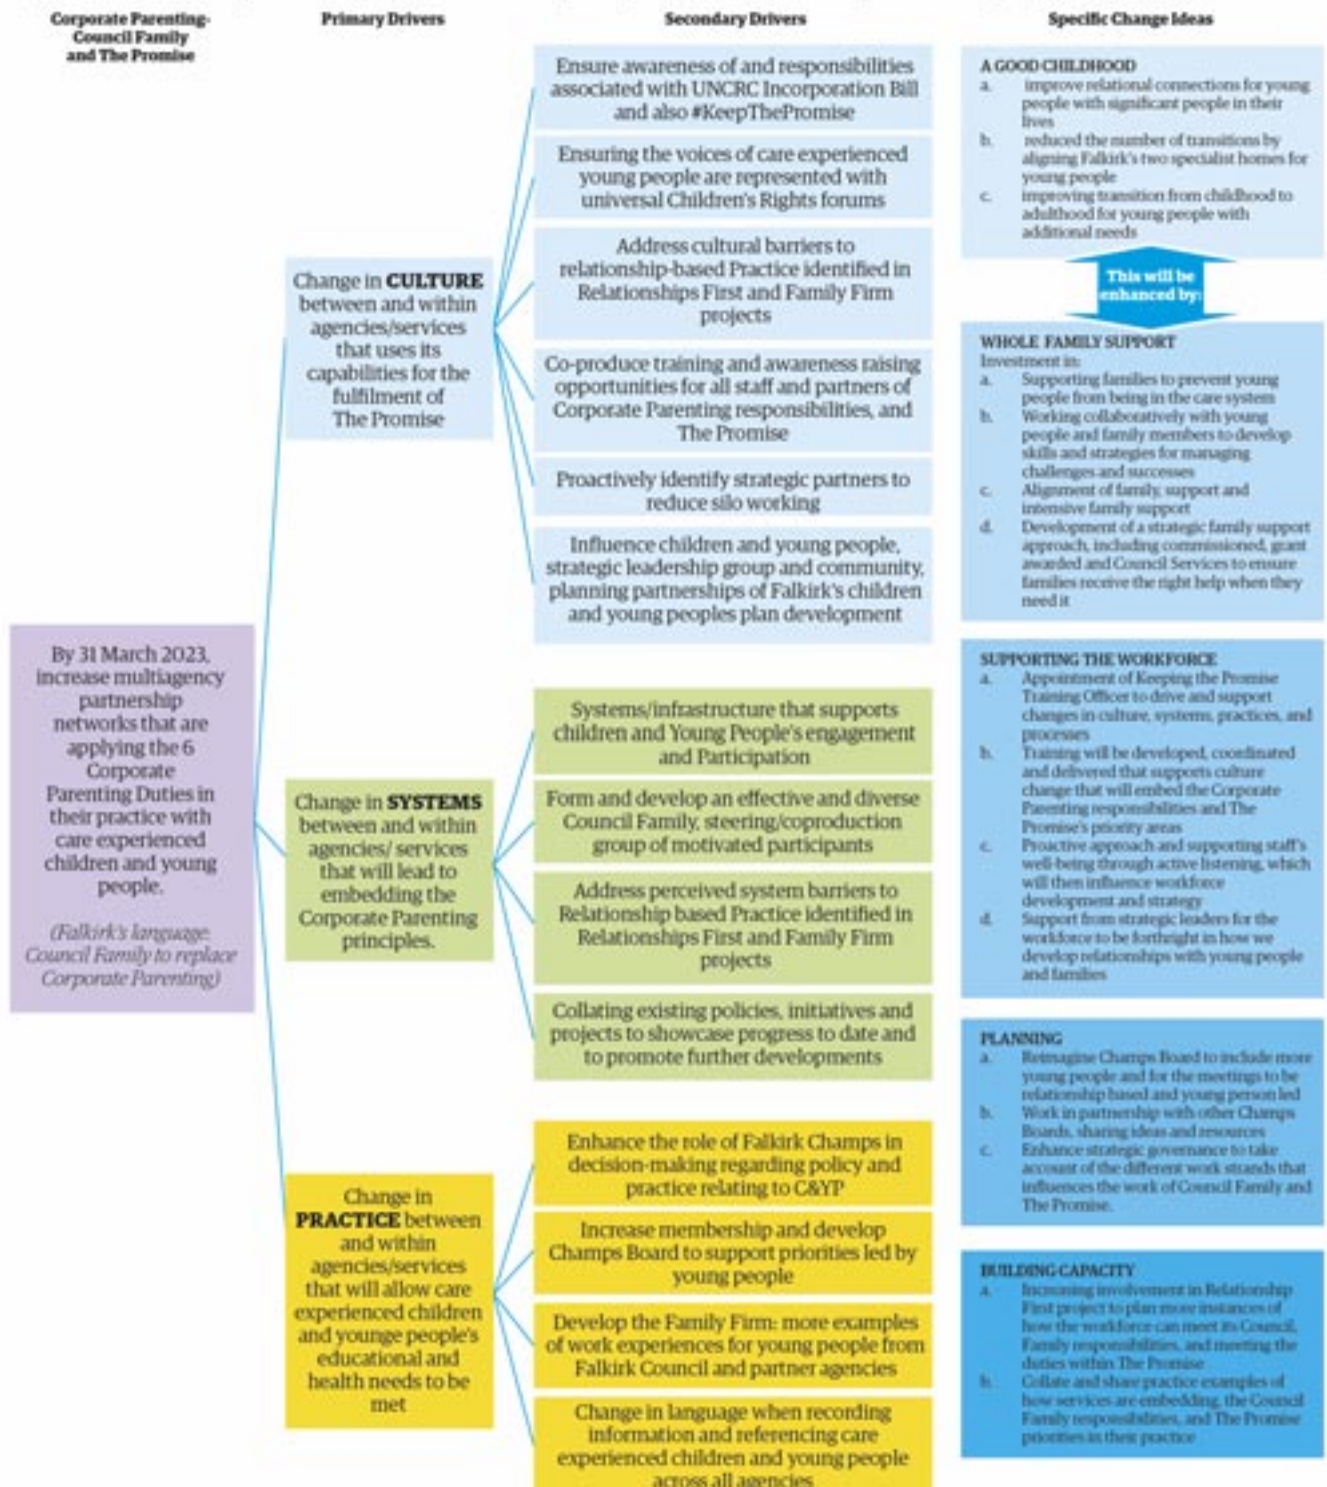 Corporate Parenting-
Council Family
and The Promise
Primary Drivers
Secondary Drivers
Specific Change Ideas
By 31 March 2023,
increase multiagency
partnership
networks that are
applying the 6
Corporate
Parenting Duties in
their practice with
care experienced
children and young
people.
(Falkirk's language:
Council Family to replace
Corporate Parenting)
Change in CULTURE
between and within
agencies/services
that uses its
capabilities for the
fulfilment of
The Promise
Change in SYSTEMS
between and within
agencies/ services
that will lead to
embedding the
Corporate Parenting
principles.
Change in
PRACTICE between
and within
agencies/services
that will allow care
experienced children
and younge people's
educational and
health needs to be
met
Ensure awareness of and responsibilities
associated with UNCRC Incorporation Bill
and also #KeepThePromise
Ensuring the voices of care experienced
young people are represented with
universal Children's Rights forums
Address cultural barriers to
relationship-based Practice identified in
Relationships First and Family Firm
projects
Co-produce training and awareness raising
opportunities for all staff and partners of
Corporate Parenting responsibilities, and
The Promise
Proactively identify strategic partners to
reduce silo working
Influence children and young people,
strategic leadership group and community,
planning partnerships of Falkirk's children
and young peoples plan development
Systems/infrastructure that supports
children and Young People's engagement
and Participation
Form and develop an effective and diverse
Council Family, steering/coproduction
group of motivated participants
Address perceived system barriers to
Relationship based Practice identified in
Relationships First and Family Firm
projects
Collating existing policies, initiatives and
projects to showcase progress to date and
to promote further developments
Enhance the role of Falkirk Champs in
decision-making regarding policy and
practice relating to C&YP
Increase membership and develop
Champs Board to support priorities led by
young people
Develop the Family Firm: more examples
of work experiences for young people from
Falkirk Council and partner agencies
Change in language when recording
information and referencing care
experienced children and young people
across all agencies
A GOOD CHILDHOOD
a. improve relational connections for young
people with significant people in their
lives
b. reduced the number of transitions by
aligning Falkirk's two specialist homes for
young people
c. improving transition from childhood to
adulthood for young people with
additional needs
This will be
enhanced by:
WHOLE FAMILY SUPPORT
Investment in:
a. Supporting families to prevent young
people from being in the care system
b. Working collaboratively with young
people and family members to develop
skills and strategies for managing
challenges and successes
c. Alignment of family, support and
intensive family support
d. Development of a strategic family support
approach, including commissioned, grant
awarded and Council Services to ensure
families receive the right help when they
need it
SUPPORTING THE WORKFORCE
a. Appointment of Keeping the Promise
Training Officer to drive and support
changes in culture, systems, practices, and
processes
b. Training will be developed, coordinated
and delivered that supports culture
change that will embed the Corporate
Parenting responsibilities and The
Promise's priority areas
c. Proactive approach and supporting staff's
well-being through active listening, which
will then influence workforce
development and strategy
d. Support from strategic leaders for the
workforce to be forthright in how we
develop relationships with young people
and families
PLANNING
a. Reimagine Champs Board to include more
young people and for the meetings to be
relationship based and young person led
b. Work in partnership with other Champs
Boards, sharing ideas and resources
c. Enhance strategic governance to take
account of the different work strands that
influences the work of Council Family and
The Promise.
BUILDING CAPACITY
a. Increasing involvement in Relationship
First project to plan more instances of
how the workforce can meet its Council,
Family responsibilities, and meeting the
duties within The Promise
b. Collate and share practice examples of
how services are embedding, the Council
Family responsibilities, and The Promise
priorities in their practice